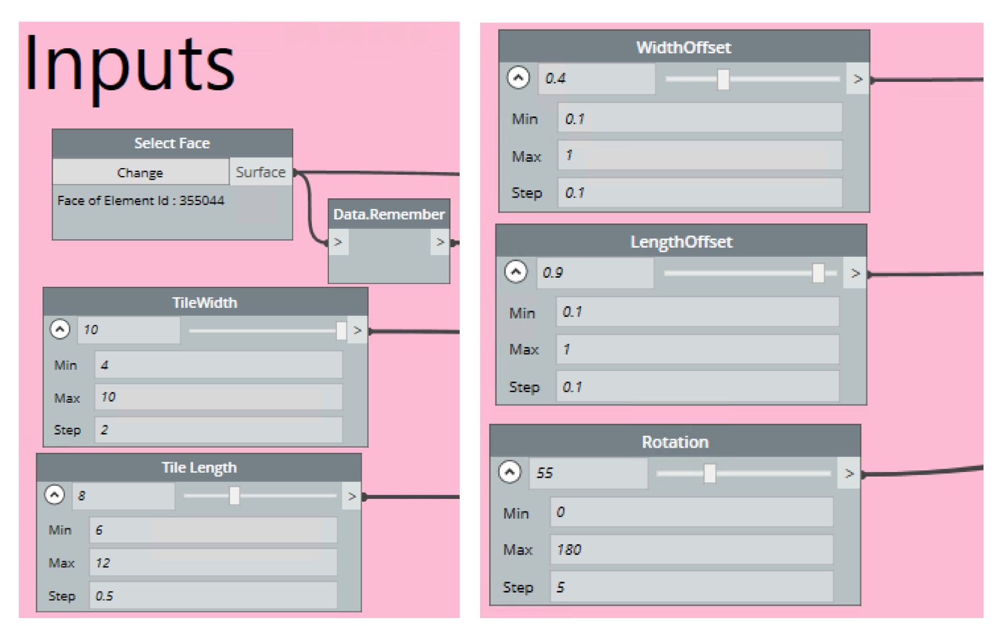 Inputs
Select Face
Change Surface
Face of Element Id : 355044
Data.Remember
> >
TileWidth
10 >
Min 4
Max 10
Step 2
Tile Length
8 >
Min 6
Max 12
Step 0.5
WidthOffset
0.4 >
Min 0.1
Max 1
Step 0.1
LengthOffset
0.9 >
Min 0.1
Max 1
Step 0.1
Rotation
55 >
Min 0
Max 180
Step 5